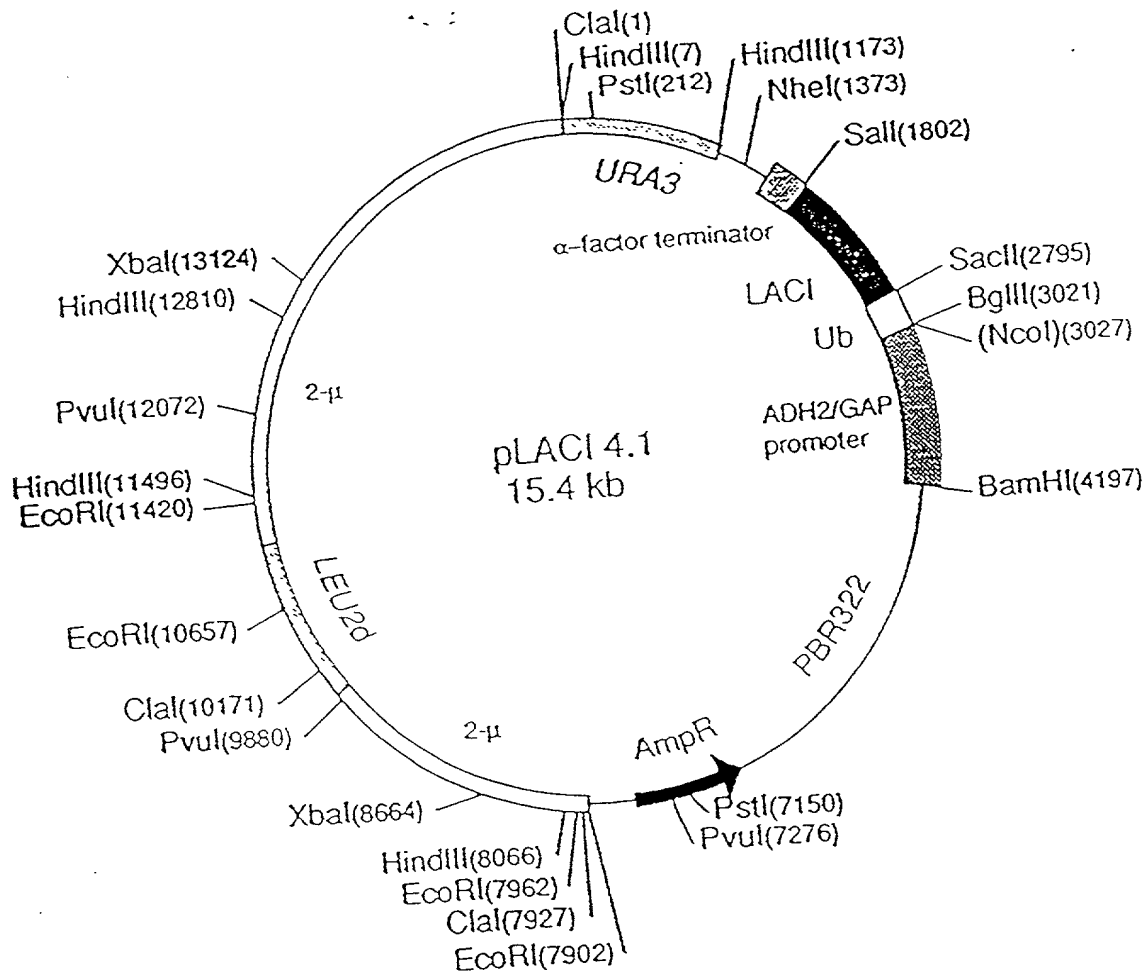 ClaI(1)
HindIII(7)
PstI(212)
HindIII(1173)
NheI(1373)
SalI(1802)
URA3
α-factor terminator
LACI
SacII(2795)
BglII(3021)
Ub
(NcoI)(3027)
ADH2/GAP
promoter
BamHI(4197)
XbaI(13124)
HindIII(12810)
2-μ
PvuI(12072)
pLACI 4.1
15.4 kb
HindIII(11496)
EcoRI(11420)
LEU2d
EcoRI(10657)
PBR322
ClaI(10171)
PvuI(9880)
2-μ
AmpR
XbaI(8664)
PstI(7150)
PvuI(7276)
HindIII(8066)
EcoRI(7962)
ClaI(7927)
EcoRI(7902)